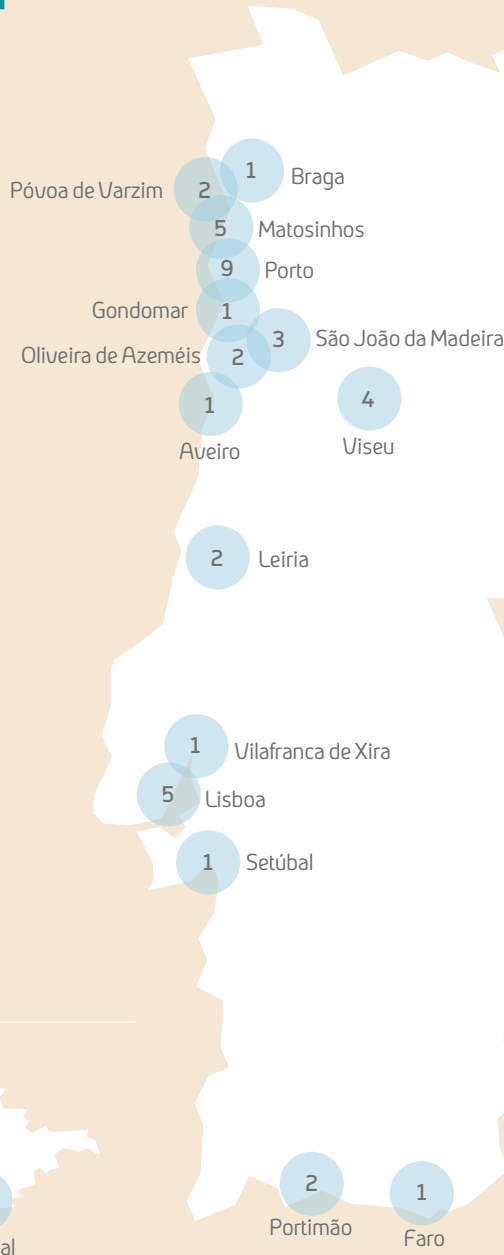 1
Braga
Póvoa de Varzim
2
5
Matosinhos
9
Porto
Gondomar
1
3
São João da Madeira
Oliveira de Azeméis
2
1
Aveiro
4
Viseu
2
Leiria
1
Vilafranca de Xira
5
Lisboa
1
Setúbal
2
Portimão
1
Faro
al